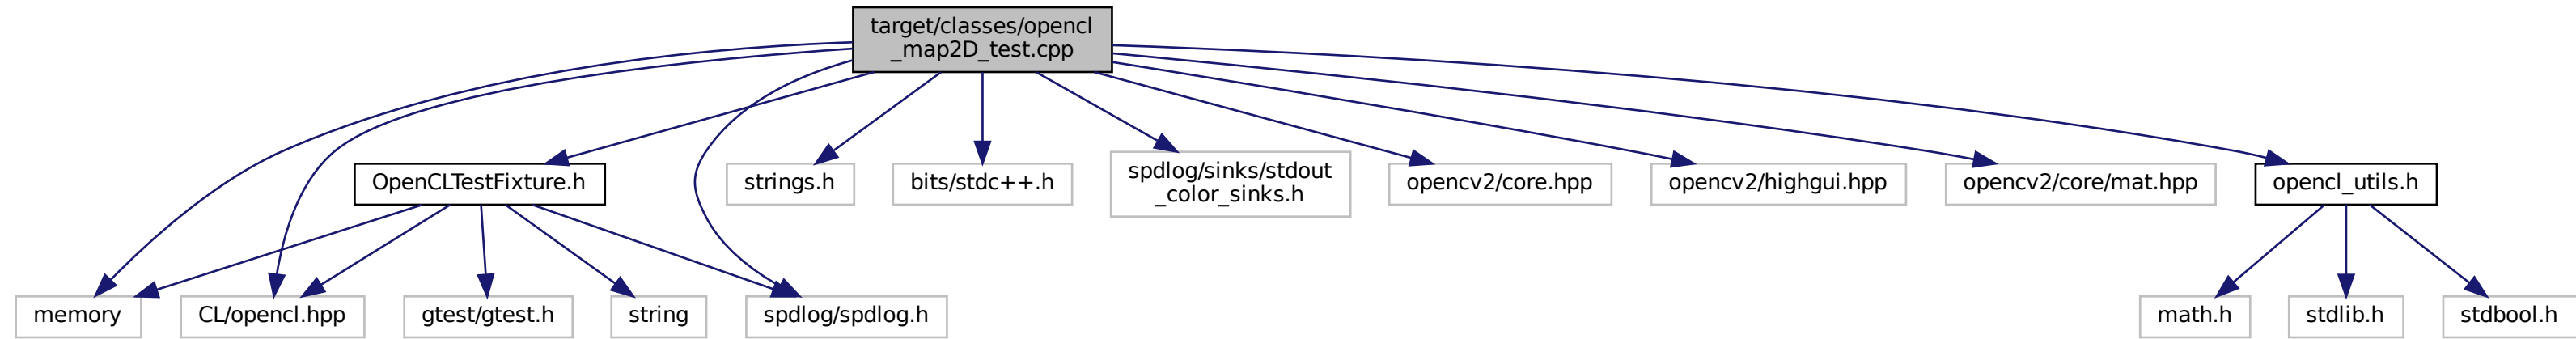 target/classes/opencl
_map2D_test.cpp
OpenCLTestFixture.h
strings.h
bits/stdc++.h
spdlog/sinks/stdout
_color_sinks.h
opencv2/core.hpp
opencv2/highgui.hpp
opencv2/core/mat.hpp
opencl_utils.h
memory
CL/opencl.hpp
gtest/gtest.h
string
spdlog/spdlog.h
math.h
stdlib.h
stdbool.h